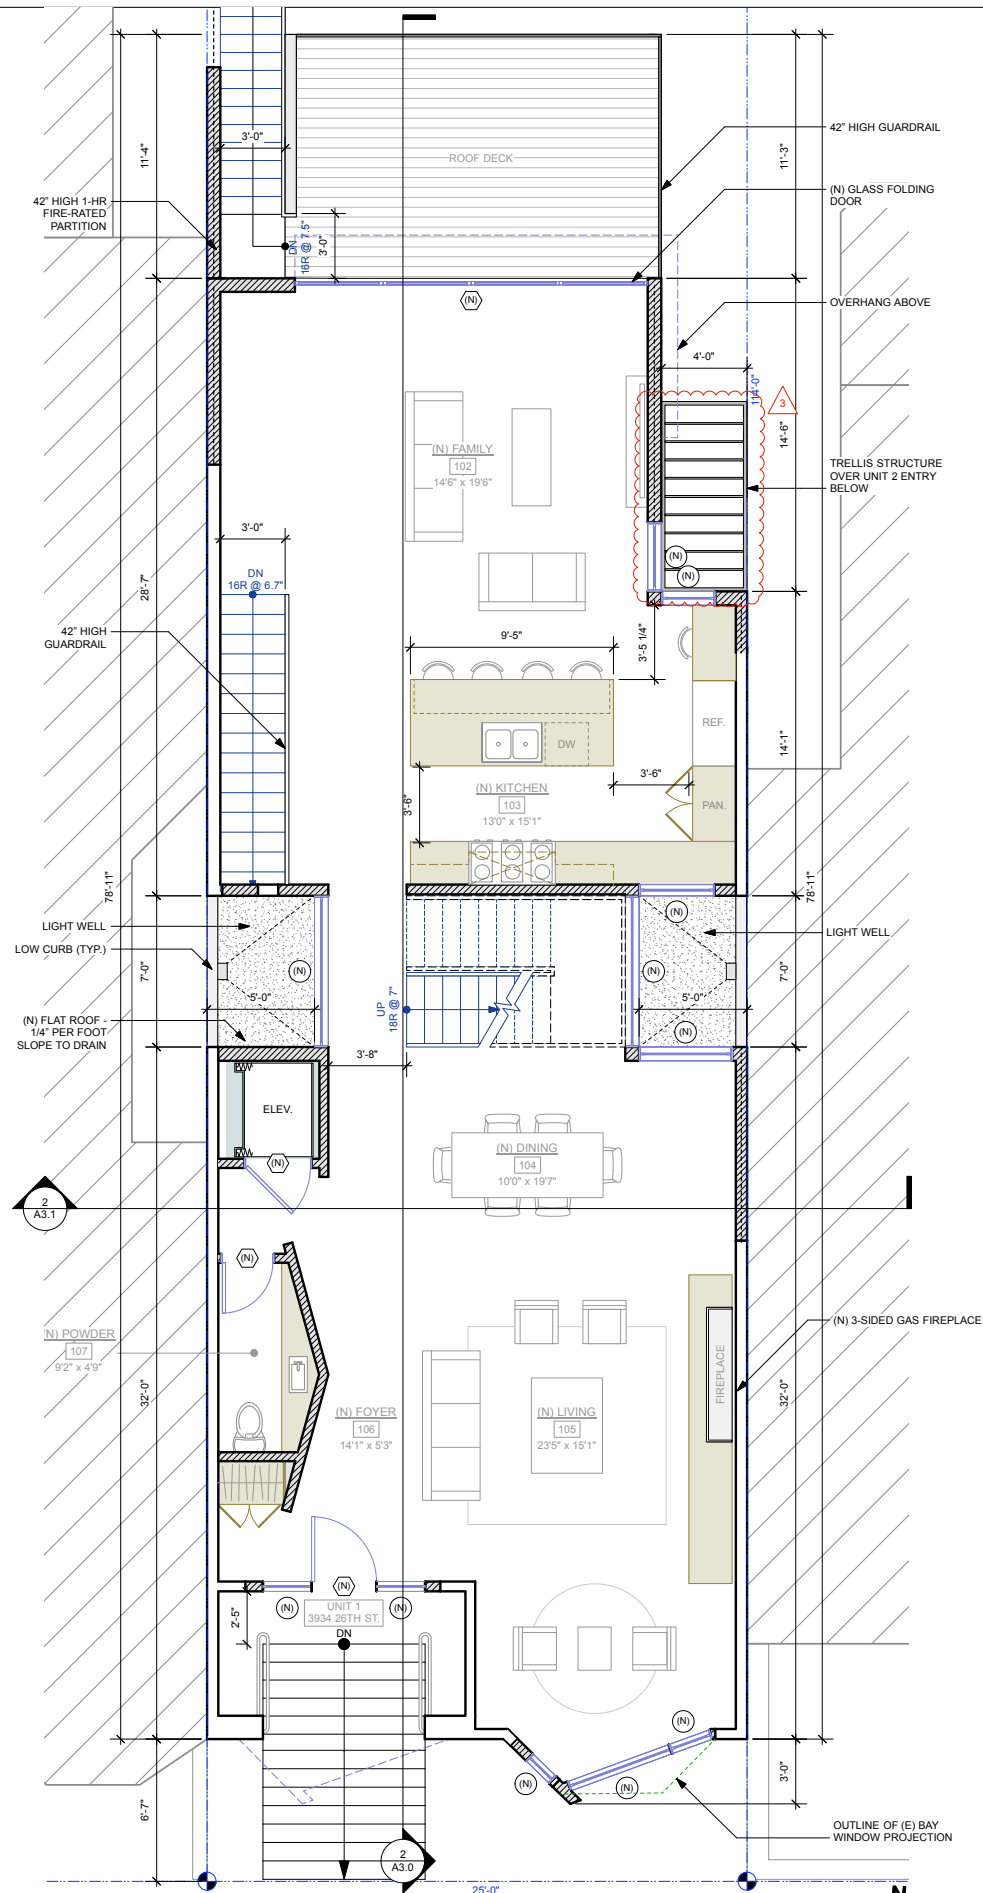 3'-0"
ROOF DECK
42" HIGH GUARDRAIL
11'-4"
11'-3"
(N) GLASS FOLDING
DOOR
42" HIGH 1-HR
FIRE-RATED
PARTITION
DN
16R @ 7.5"
3'-0"
(N)
OVERHANG ABOVE
4'-0"
114'-0"
3
14'-6"
(N) FAMILY
102
14'6" x 19'6"
TRELLIS STRUCTURE
OVER UNIT 2 ENTRY
BELOW
3'-0"
(N)
(N)
DN
16R @ 6.7"
28'-7"
42" HIGH
GUARDRAIL
9'-5"
3'-5 1/4"
REF.
DW
14'-1"
3'-6"
(N) KITCHEN
103
13'0" x 15'1"
3'-6"
PAN.
78'-11"
78'-11"
LIGHT WELL
(N)
LIGHT WELL
LOW CURB (TYP.)
(N)
(N)
7'-0"
7'-0"
5'-0"
UP
18R @ 7"
5'-0"
(N) FLAT ROOF -
1/4" PER FOOT
SLOPE TO DRAIN
(N)
3'-8"
ELEV.
(N)
(N) DINING
104
10'0" x 19'7"
2
A3.1
(N)
(N) 3-SIDED GAS FIREPLACE
N) POWDER
107
9'2" x 4'9"
FIREPLACE
32'-0"
32'-0"
(N) FOYER
106
14'1" x 5'3"
(N) LIVING
105
23'5" x 15'1"
(N)
(N)
(N)
2'-5"
UNIT 1
3934 26TH ST.
DN
(N)
(N)
(N)
3'-0"
6'-7"
OUTLINE OF (E) BAY
WINDOW PROJECTION
2
A3.0
25'-0"
N